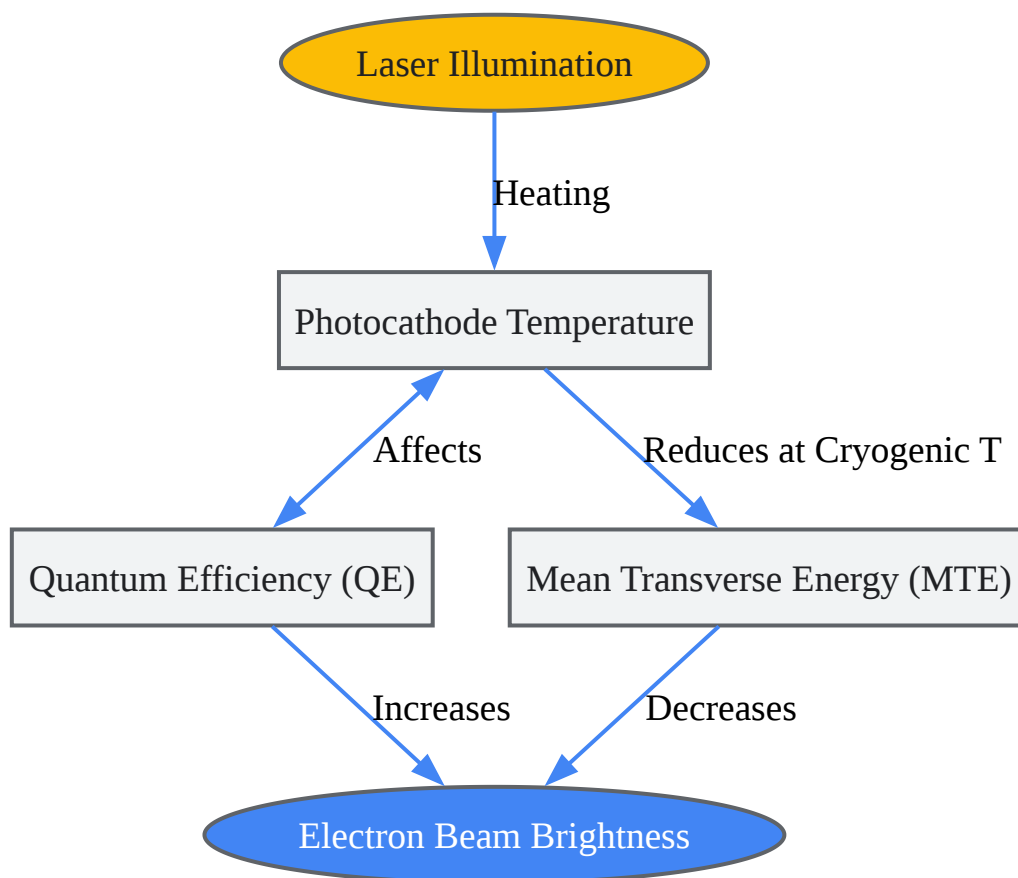 Laser Illumination
Heating
Photocathode Temperature
Affects
Reduces at Cryogenic T
Quantum Efficiency (QE)
Mean Transverse Energy (MTE)
Increases
Decreases
Electron Beam Brightness